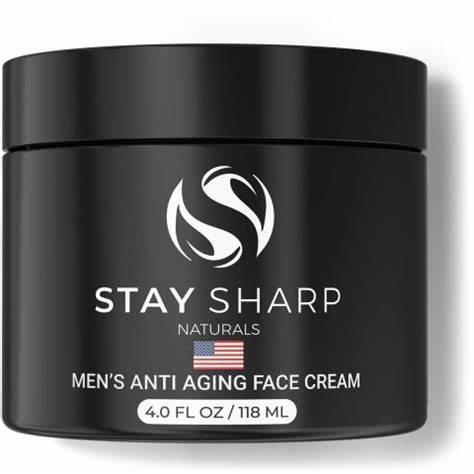 STAY SHARP
NATURALS
MEN'S ANTI AGING FACE CREAM
4.0 FL OZ / 118 ML